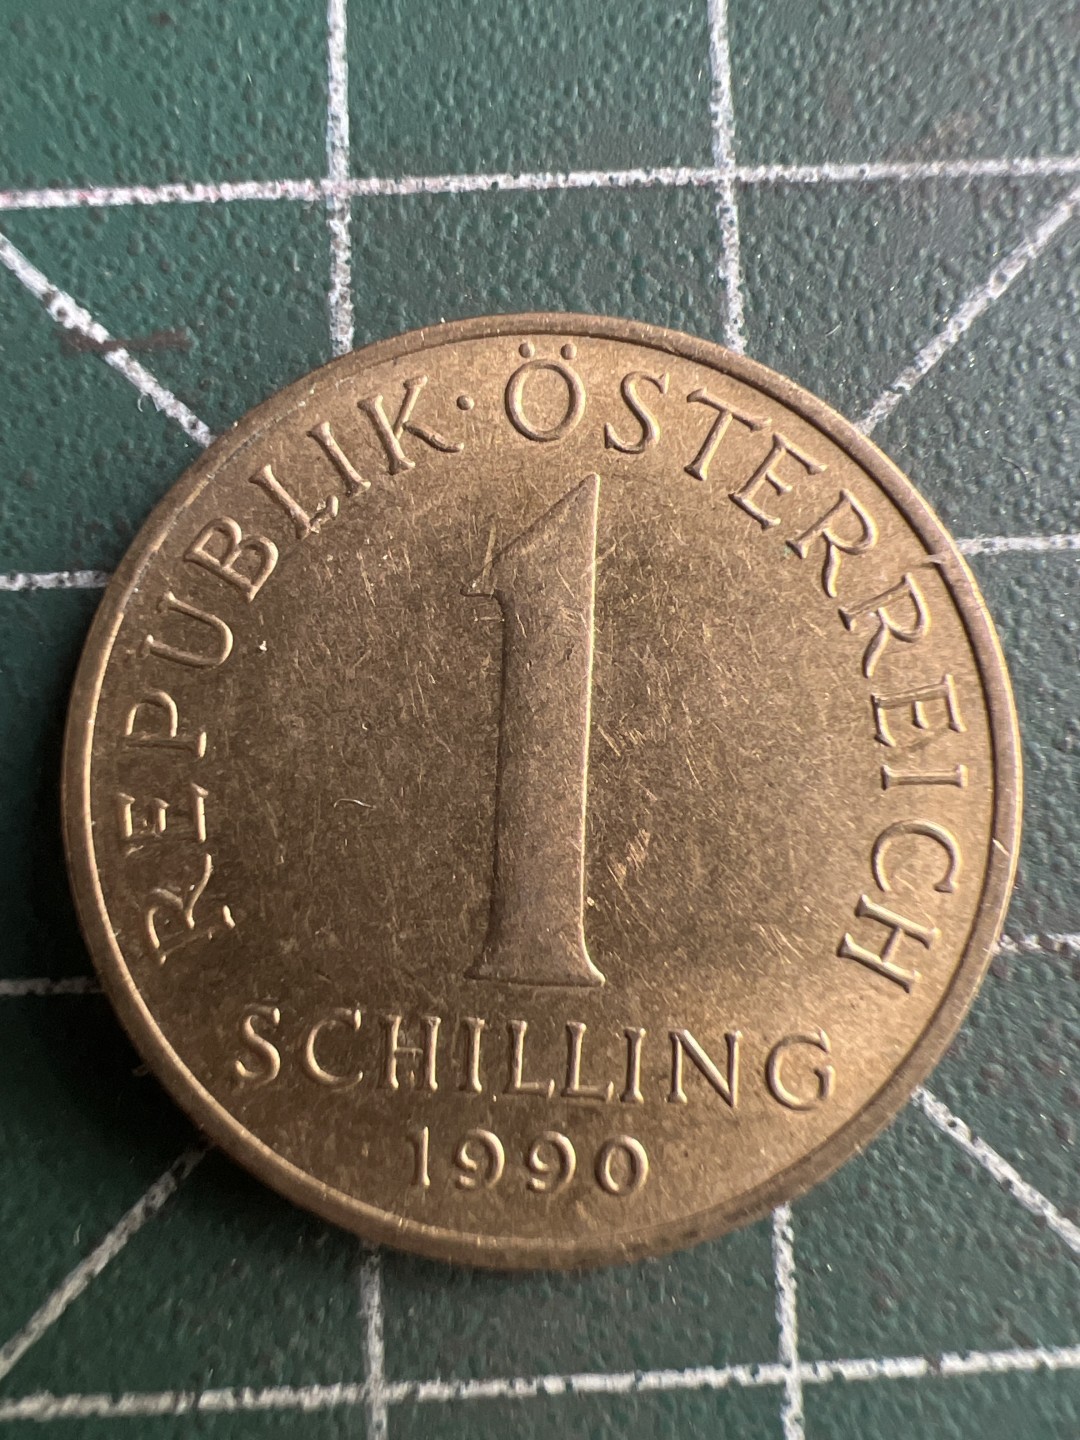 REPUBLIK · ÖSTERREICH
1
SCHILLING
1990